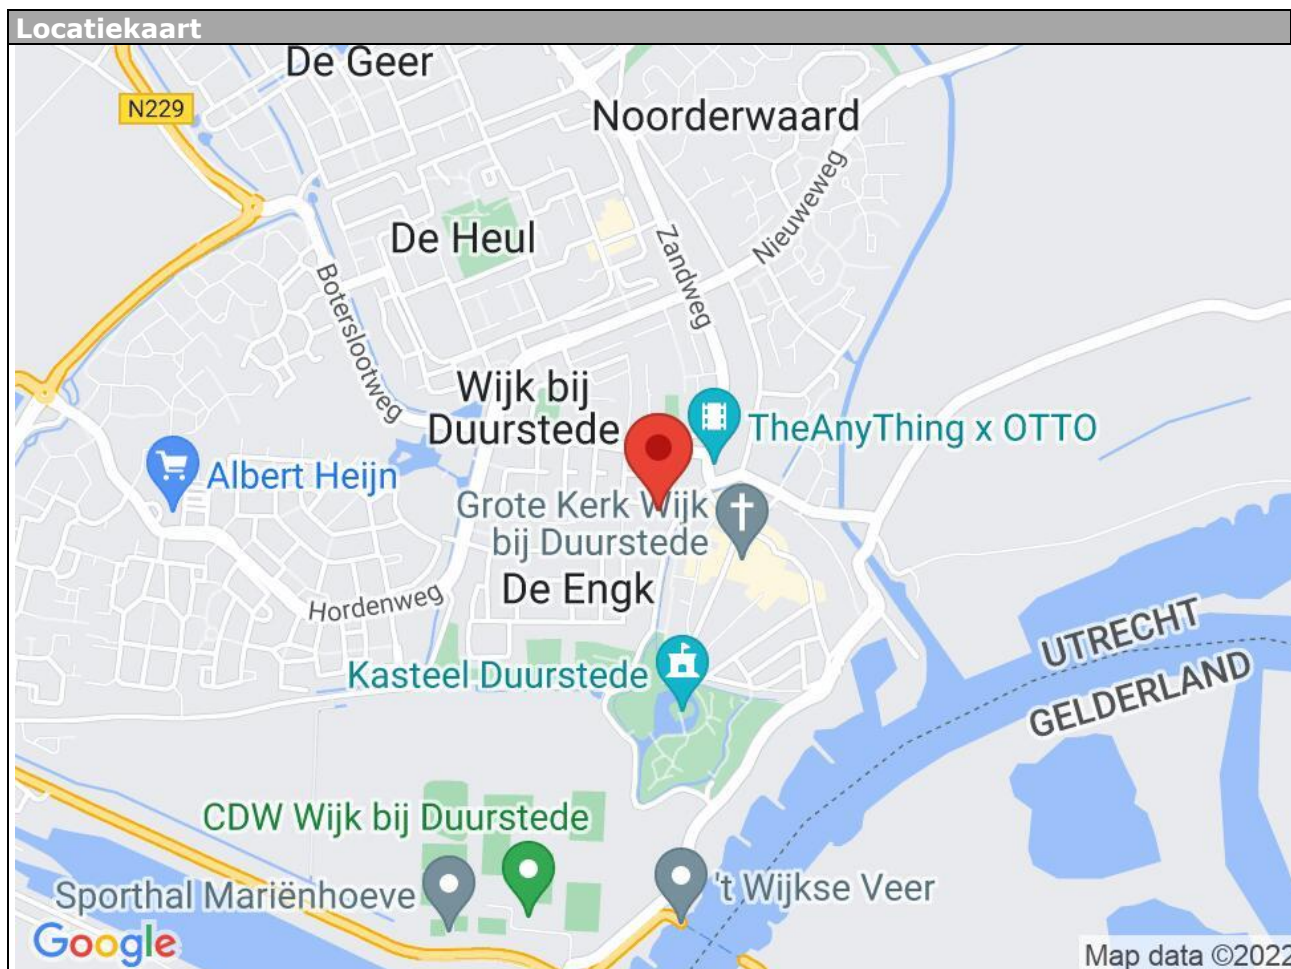 Locatiekaart
De Geer
N229
Noorderwaard
Nieuweweg
De Heul
Zandweg
Boterslootweg
Wijk bij
Duurstede
TheAnyThing x OTTO
Albert Heijn
Grote Kerk Wijk
bij Duurstede
De Engk
Hordenweg
UTRECHT
GELDERLAND
Kasteel Duurstede
CDW Wijk bij Duurstede
Sporthal Mariënhoeve
't Wijkse Veer
Google
Map data ©2022